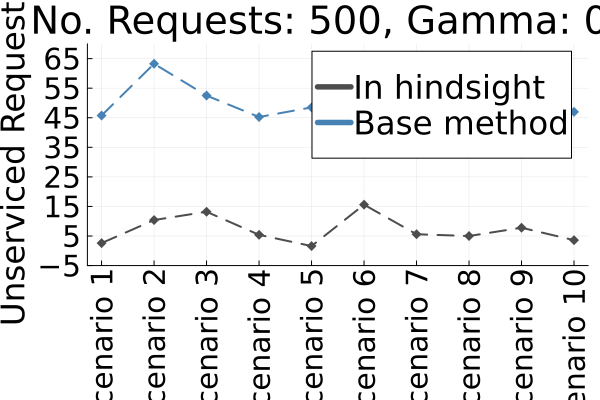 No. Requests: 500, Gamma: 0
Unserviced Request
65
55
45
35
25
15
5
−5
In hindsight
Base method
cenario 1
cenario 2
cenario 3
cenario 4
cenario 5
cenario 6
cenario 7
cenario 8
cenario 9
enario 10